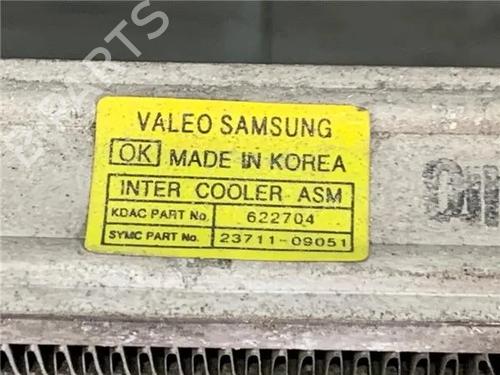 B PARTS
VALEO SAMSUNG
OK MADE IN KOREA
INTER COOLER ASM
KDAC PART No. 622704
SYMC PART No. 23711-09051